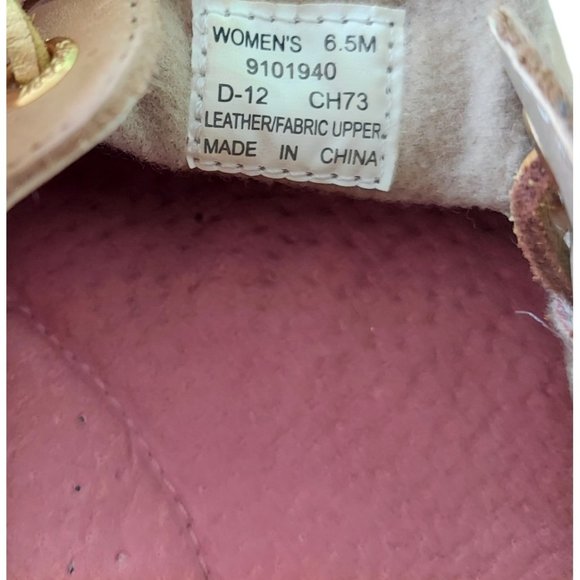 WOMEN'S 6.5M
9101940
D-12 CH73
LEATHER/FABRIC UPPER
MADE IN CHINA